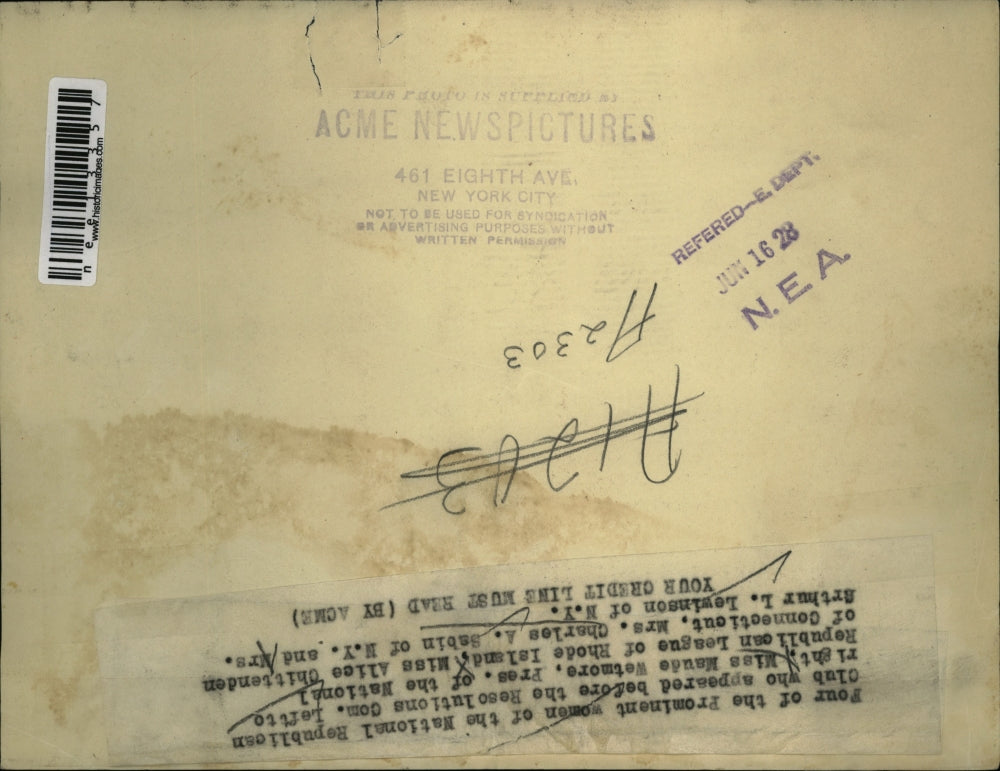 THIS PHOTO IS SUPPLIED BY
ACME NEWSPICTURES
461 EIGHTH AVE.
NEW YORK CITY
NOT TO BE USED FOR SYNDICATION
OR ADVERTISING PURPOSES WITHOUT
WRITTEN PERMISSION
REFERED-E. DEPT.
JUN 16 28
N. E. A.
www.historicimages.com
A2303
A1243
Four of the Prominent women of the National Republican
Club who appeared before the Resolutions Com. Left to
right, Miss Maude Wetmore, Pres. of the National
Republican League of Rhode Island, Miss Alice Chittenden
of Connecticut, Mrs. Charles A. Sabin of N.Y. and Mrs.
Arthur L. Lewinson of N.Y.
YOUR CREDIT LINE MUST READ (BY ACME)